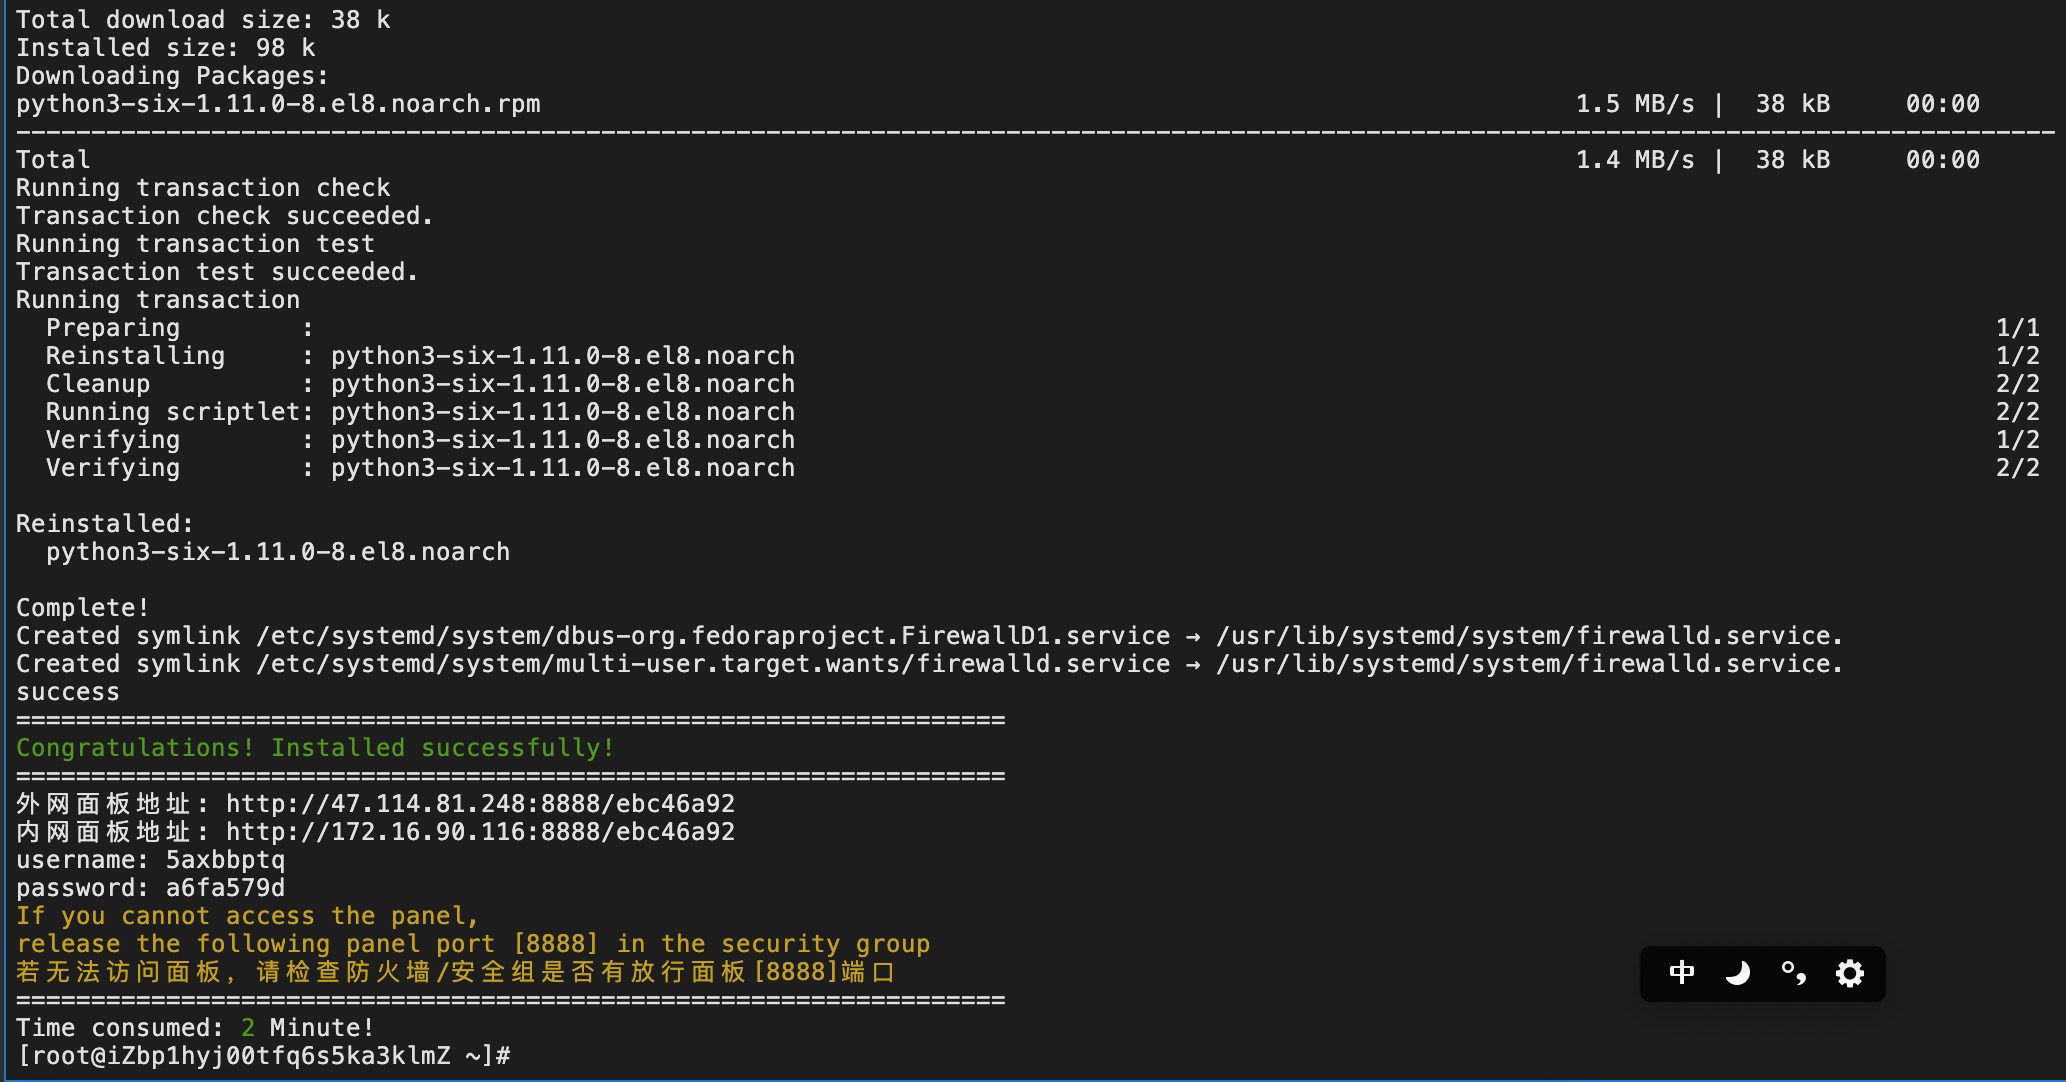 Total download size: 38 k
Installed size: 98 k
Downloading Packages:
python3-six-1.11.0-8.el8.noarch.rpm 1.5 MB/s | 38 kB 00:00
--------------------------------------------------------------------------------
Total 1.4 MB/s | 38 kB 00:00
Running transaction check
Transaction check succeeded.
Running transaction test
Transaction test succeeded.
Running transaction
Preparing : 1/1
Reinstalling : python3-six-1.11.0-8.el8.noarch 1/2
Cleanup : python3-six-1.11.0-8.el8.noarch 2/2
Running scriptlet: python3-six-1.11.0-8.el8.noarch 2/2
Verifying : python3-six-1.11.0-8.el8.noarch 1/2
Verifying : python3-six-1.11.0-8.el8.noarch 2/2
Reinstalled:
python3-six-1.11.0-8.el8.noarch
Complete!
Created symlink /etc/systemd/system/dbus-org.fedoraproject.FirewallD1.service → /usr/lib/systemd/system/firewalld.service.
Created symlink /etc/systemd/system/multi-user.target.wants/firewalld.service → /usr/lib/systemd/system/firewalld.service.
success
==================================================================
Congratulations! Installed successfully!
==================================================================
外网面板地址: http://47.114.81.248:8888/ebc46a92
内网面板地址: http://172.16.90.116:8888/ebc46a92
username: 5axbbptq
password: a6fa579d
If you cannot access the panel,
release the following panel port [8888] in the security group
若无法访问面板，请检查防火墙/安全组是否有放行面板[8888]端口
==================================================================
Time consumed: 2 Minute!
[root@iZbp1hyj00tfq6s5ka3klmZ ~]#
中